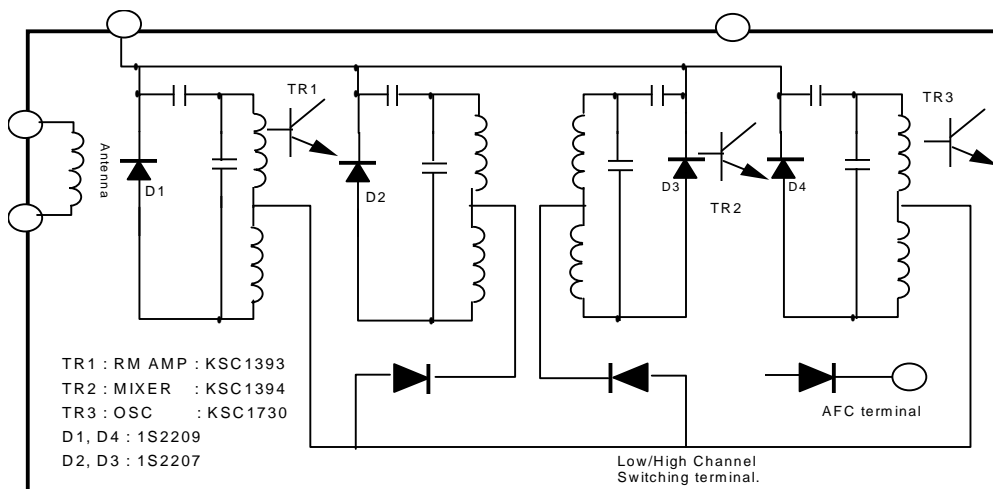 TR1
TR3
Antenna
D1
D2
D3
D4
TR2
TR1 : RM AMP : KSC1393
TR2 : MIXER : KSC1394
TR3 : OSC : KSC1730
D1, D4 : 1S2209
D2, D3 : 1S2207
AFC terminal
Low/High Channel
Switching terminal.